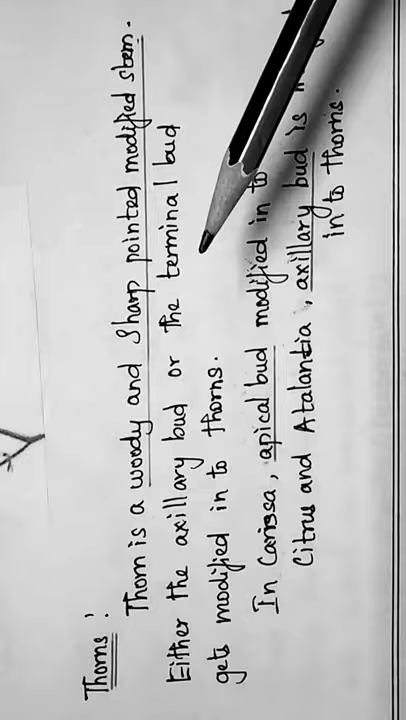 Thorns :
Thorn is a woody and Sharp pointed modified stem.
Either the axillary bud or the terminal bud
gets modified in to thorns.
In Carissa, apical bud modified in to
Citrus and Atalantia, axillary bud is
in to thorns.